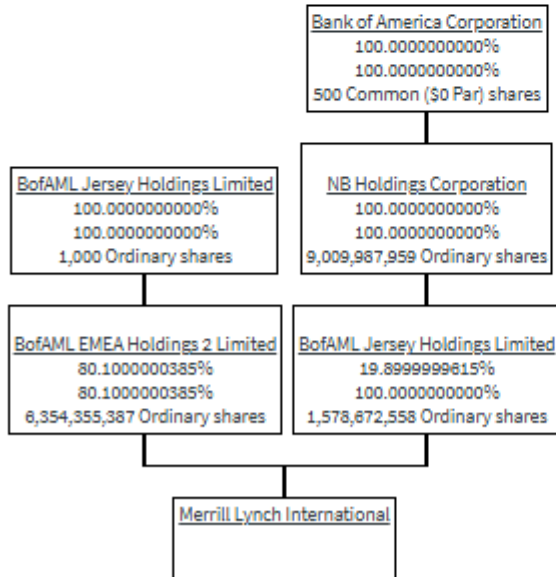 Bank of America Corporation
100.0000000000%
100.0000000000%
500 Common ($0 Par) shares
BofAML Jersey Holdings Limited
100.0000000000%
100.0000000000%
1,000 Ordinary shares
NB Holdings Corporation
100.0000000000%
100.0000000000%
9,009,987,959 Ordinary shares
BofAML EMEA Holdings 2 Limited
80.1000000385%
80.1000000385%
6,354,355,387 Ordinary shares
BofAML Jersey Holdings Limited
19.8999999615%
100.0000000000%
1,578,672,558 Ordinary shares
Merrill Lynch International